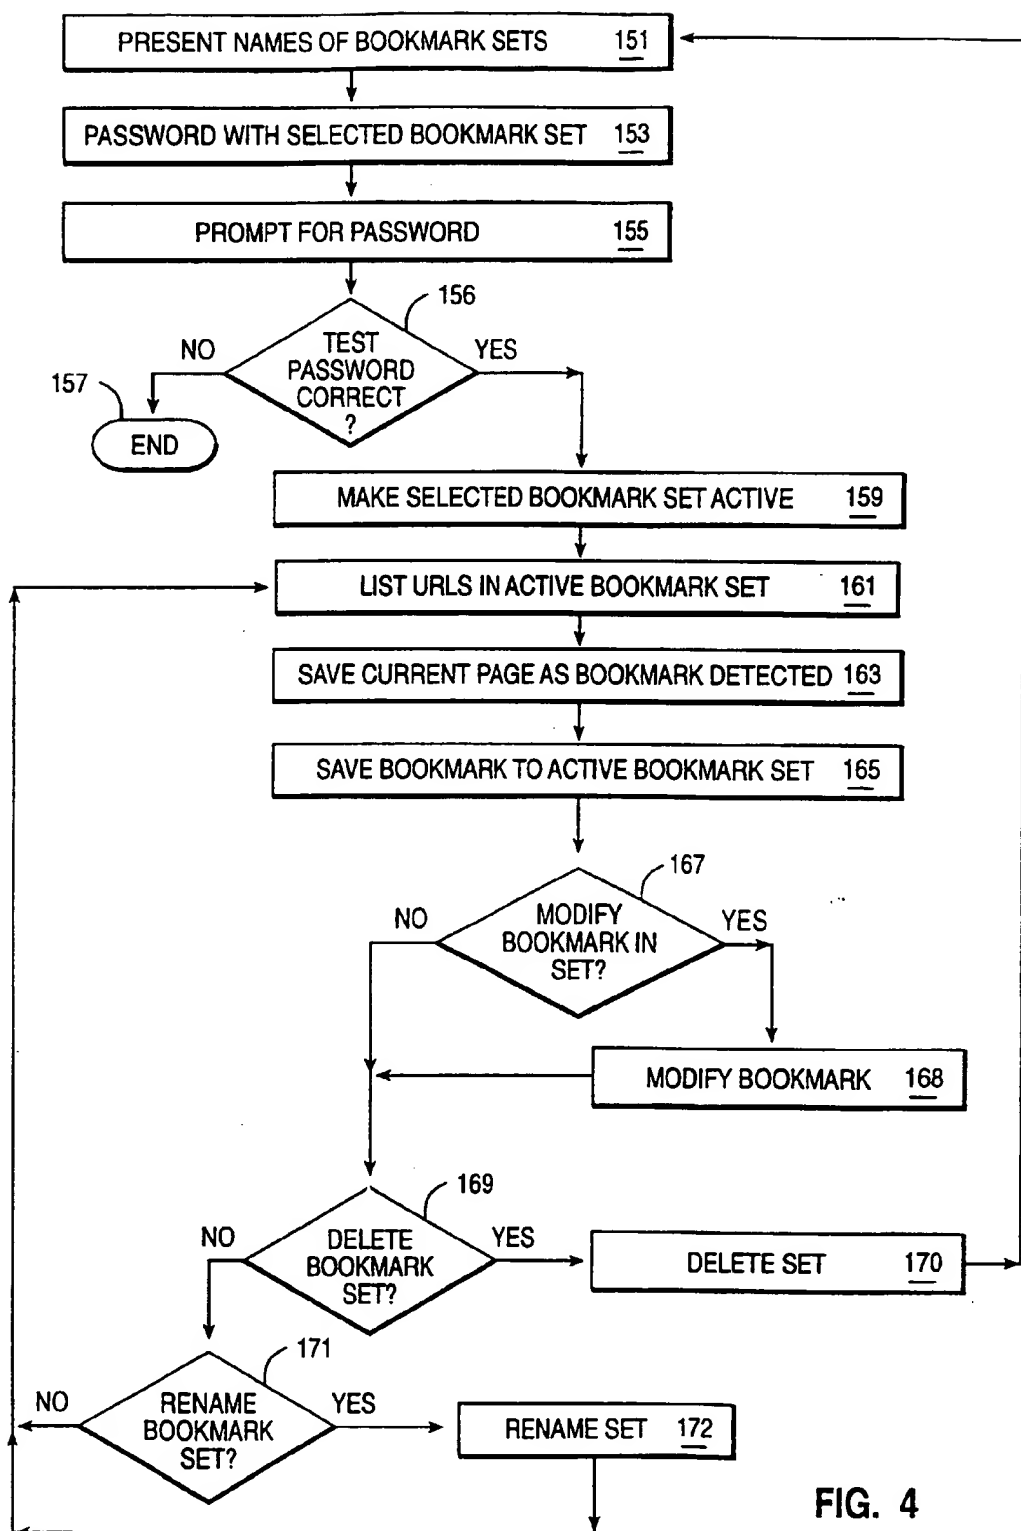 PRESENT NAMES OF BOOKMARK SETS 151
PASSWORD WITH SELECTED BOOKMARK SET 153
PROMPT FOR PASSWORD 155
156
TEST
PASSWORD
CORRECT
?
NO
YES
157
END
MAKE SELECTED BOOKMARK SET ACTIVE 159
LIST URLS IN ACTIVE BOOKMARK SET 161
SAVE CURRENT PAGE AS BOOKMARK DETECTED 163
SAVE BOOKMARK TO ACTIVE BOOKMARK SET 165
167
MODIFY
BOOKMARK IN
SET?
NO
YES
MODIFY BOOKMARK 168
169
DELETE
BOOKMARK
SET?
NO
YES
DELETE SET 170
171
RENAME
BOOKMARK
SET?
NO
YES
RENAME SET 172
FIG. 4